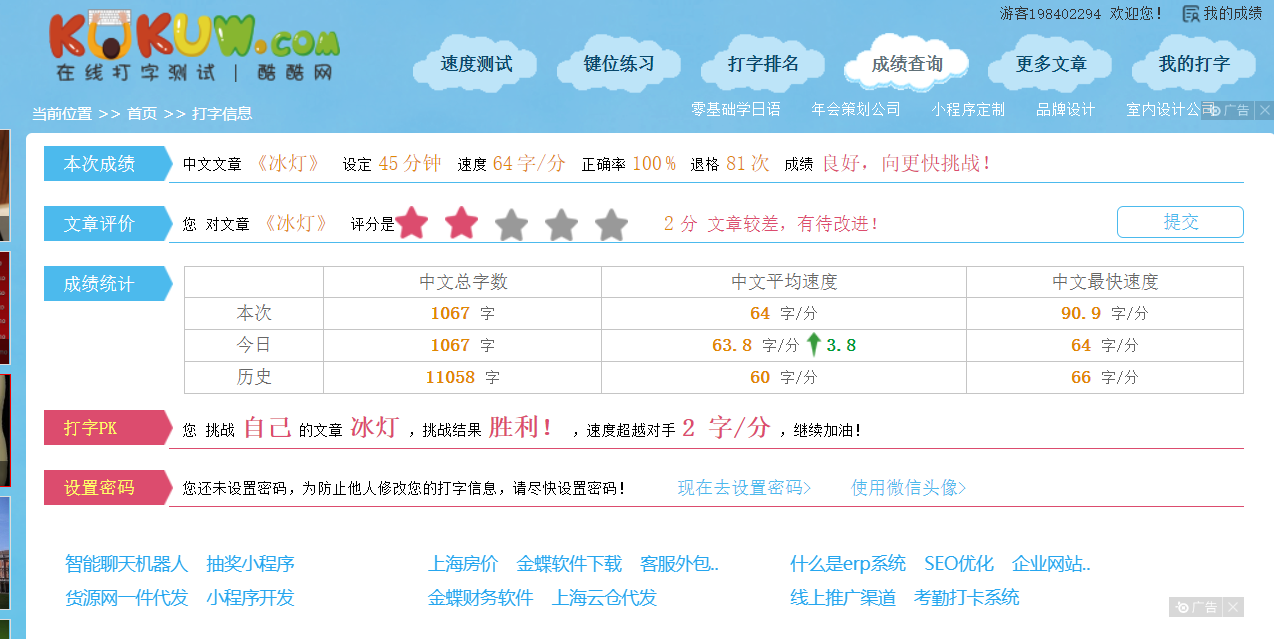 游客198402294 欢迎您! 我的成绩
KUKUW.com
在线打字测试 | 酷酷网
速度测试 键位练习 打字排名 成绩查询 更多文章 我的打字
当前位置 >> 首页 >> 打字信息
零基础学日语 年会策划公司 小程序定制 品牌设计 室内设计公司 广告
本次成绩 中文文章 《冰灯》 设定 45分钟 速度 64字/分 正确率 100% 退格 81次 成绩 良好，向更快挑战!
文章评价 您 对文章 《冰灯》 评分是 2 分 文章较差，有待改进! 提交
成绩统计 中文总字数 中文平均速度 中文最快速度
本次 1067 字 64 字/分 90.9 字/分
今日 1067 字 63.8 字/分 3.8 64 字/分
历史 11058 字 60 字/分 66 字/分
打字PK 您 挑战 自己 的文章 冰灯 ，挑战结果 胜利! ，速度超越对手 2 字/分 ，继续加油!
设置密码 您还未设置密码，为防止他人修改您的打字信息，请尽快设置密码! 现在去设置密码> 使用微信头像>
智能聊天机器人 抽奖小程序 上海房价 金蝶软件下载 客服外包.. 什么是erp系统 SEO优化 企业网站..
货源网一件代发 小程序开发 金蝶财务软件 上海云仓代发 线上推广渠道 考勤打卡系统
广告